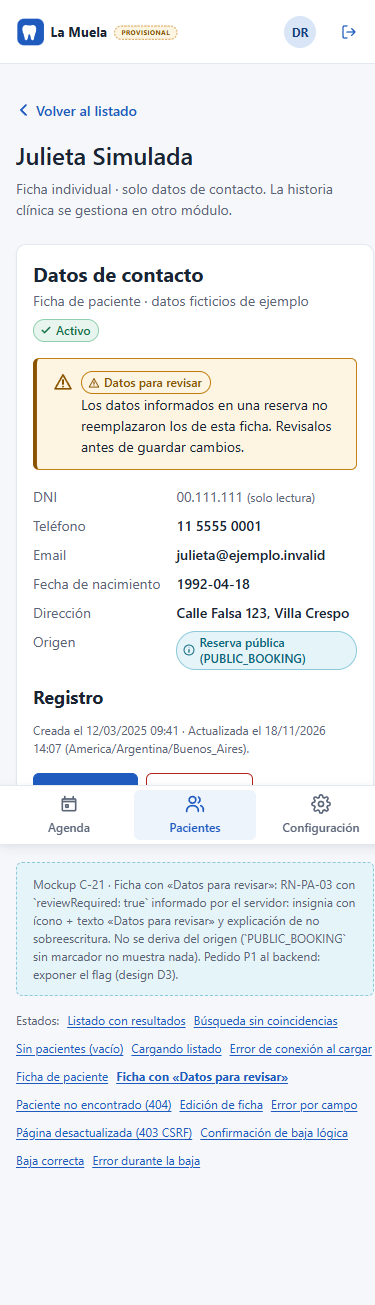 La Muela PROVISIONAL DR
Volver al listado
Julieta Simulada
Ficha individual · solo datos de contacto. La historia
clínica se gestiona en otro módulo.
Datos de contacto
Ficha de paciente · datos ficticios de ejemplo
Activo
Datos para revisar
Los datos informados en una reserva no
reemplazaron los de esta ficha. Revisalos
antes de guardar cambios.
DNI 00.111.111 (solo lectura)
Teléfono 11 5555 0001
Email julieta@ejemplo.invalid
Fecha de nacimiento 1992-04-18
Dirección Calle Falsa 123, Villa Crespo
Origen Reserva pública
(PUBLIC_BOOKING)
Registro
Creada el 12/03/2025 09:41 · Actualizada el 18/11/2026
14:07 (America/Argentina/Buenos_Aires).
Agenda Pacientes Configuración
Mockup C-21 · Ficha con «Datos para revisar»: RN-PA-03 con
`reviewRequired: true` informado por el servidor: insignia con
ícono + texto «Datos para revisar» y explicación de no
sobreescritura. No se deriva del origen (`PUBLIC_BOOKING`
sin marcador no muestra nada). Pedido P1 al backend:
exponer el flag (design D3).
Estados: Listado con resultados Búsqueda sin coincidencias
Sin pacientes (vacío) Cargando listado Error de conexión al cargar
Ficha de paciente Ficha con «Datos para revisar»
Paciente no encontrado (404) Edición de ficha Error por campo
Página desactualizada (403 CSRF) Confirmación de baja lógica
Baja correcta Error durante la baja